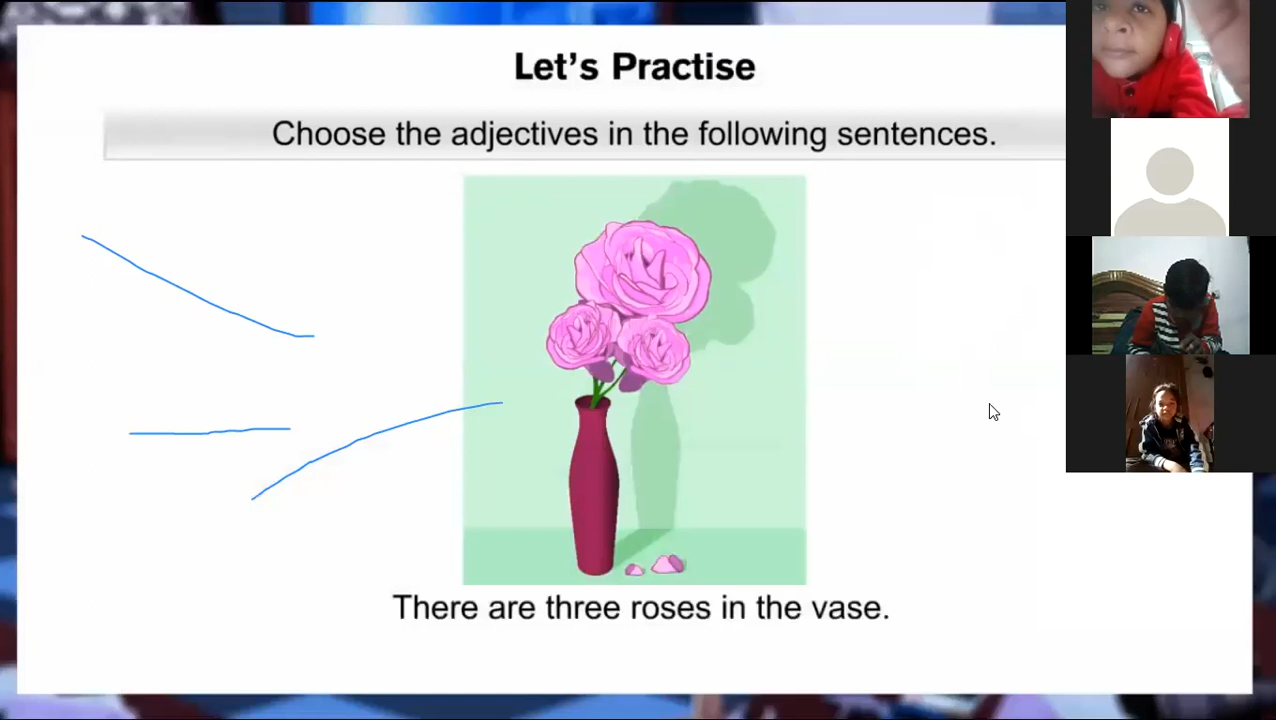 Let's Practise
Choose the adjectives in the following sentences.
There are three roses in the vase.